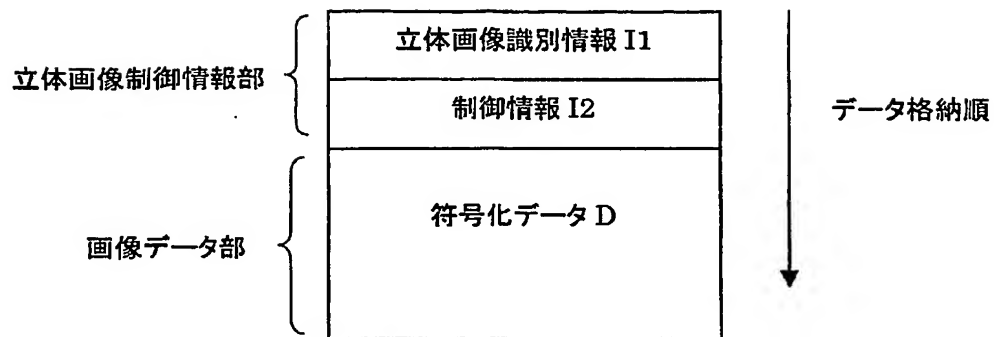 立体画像識別情報 I1
立体画像制御情報部
制御情報 I2
データ格納順
符号化データ D
画像データ部